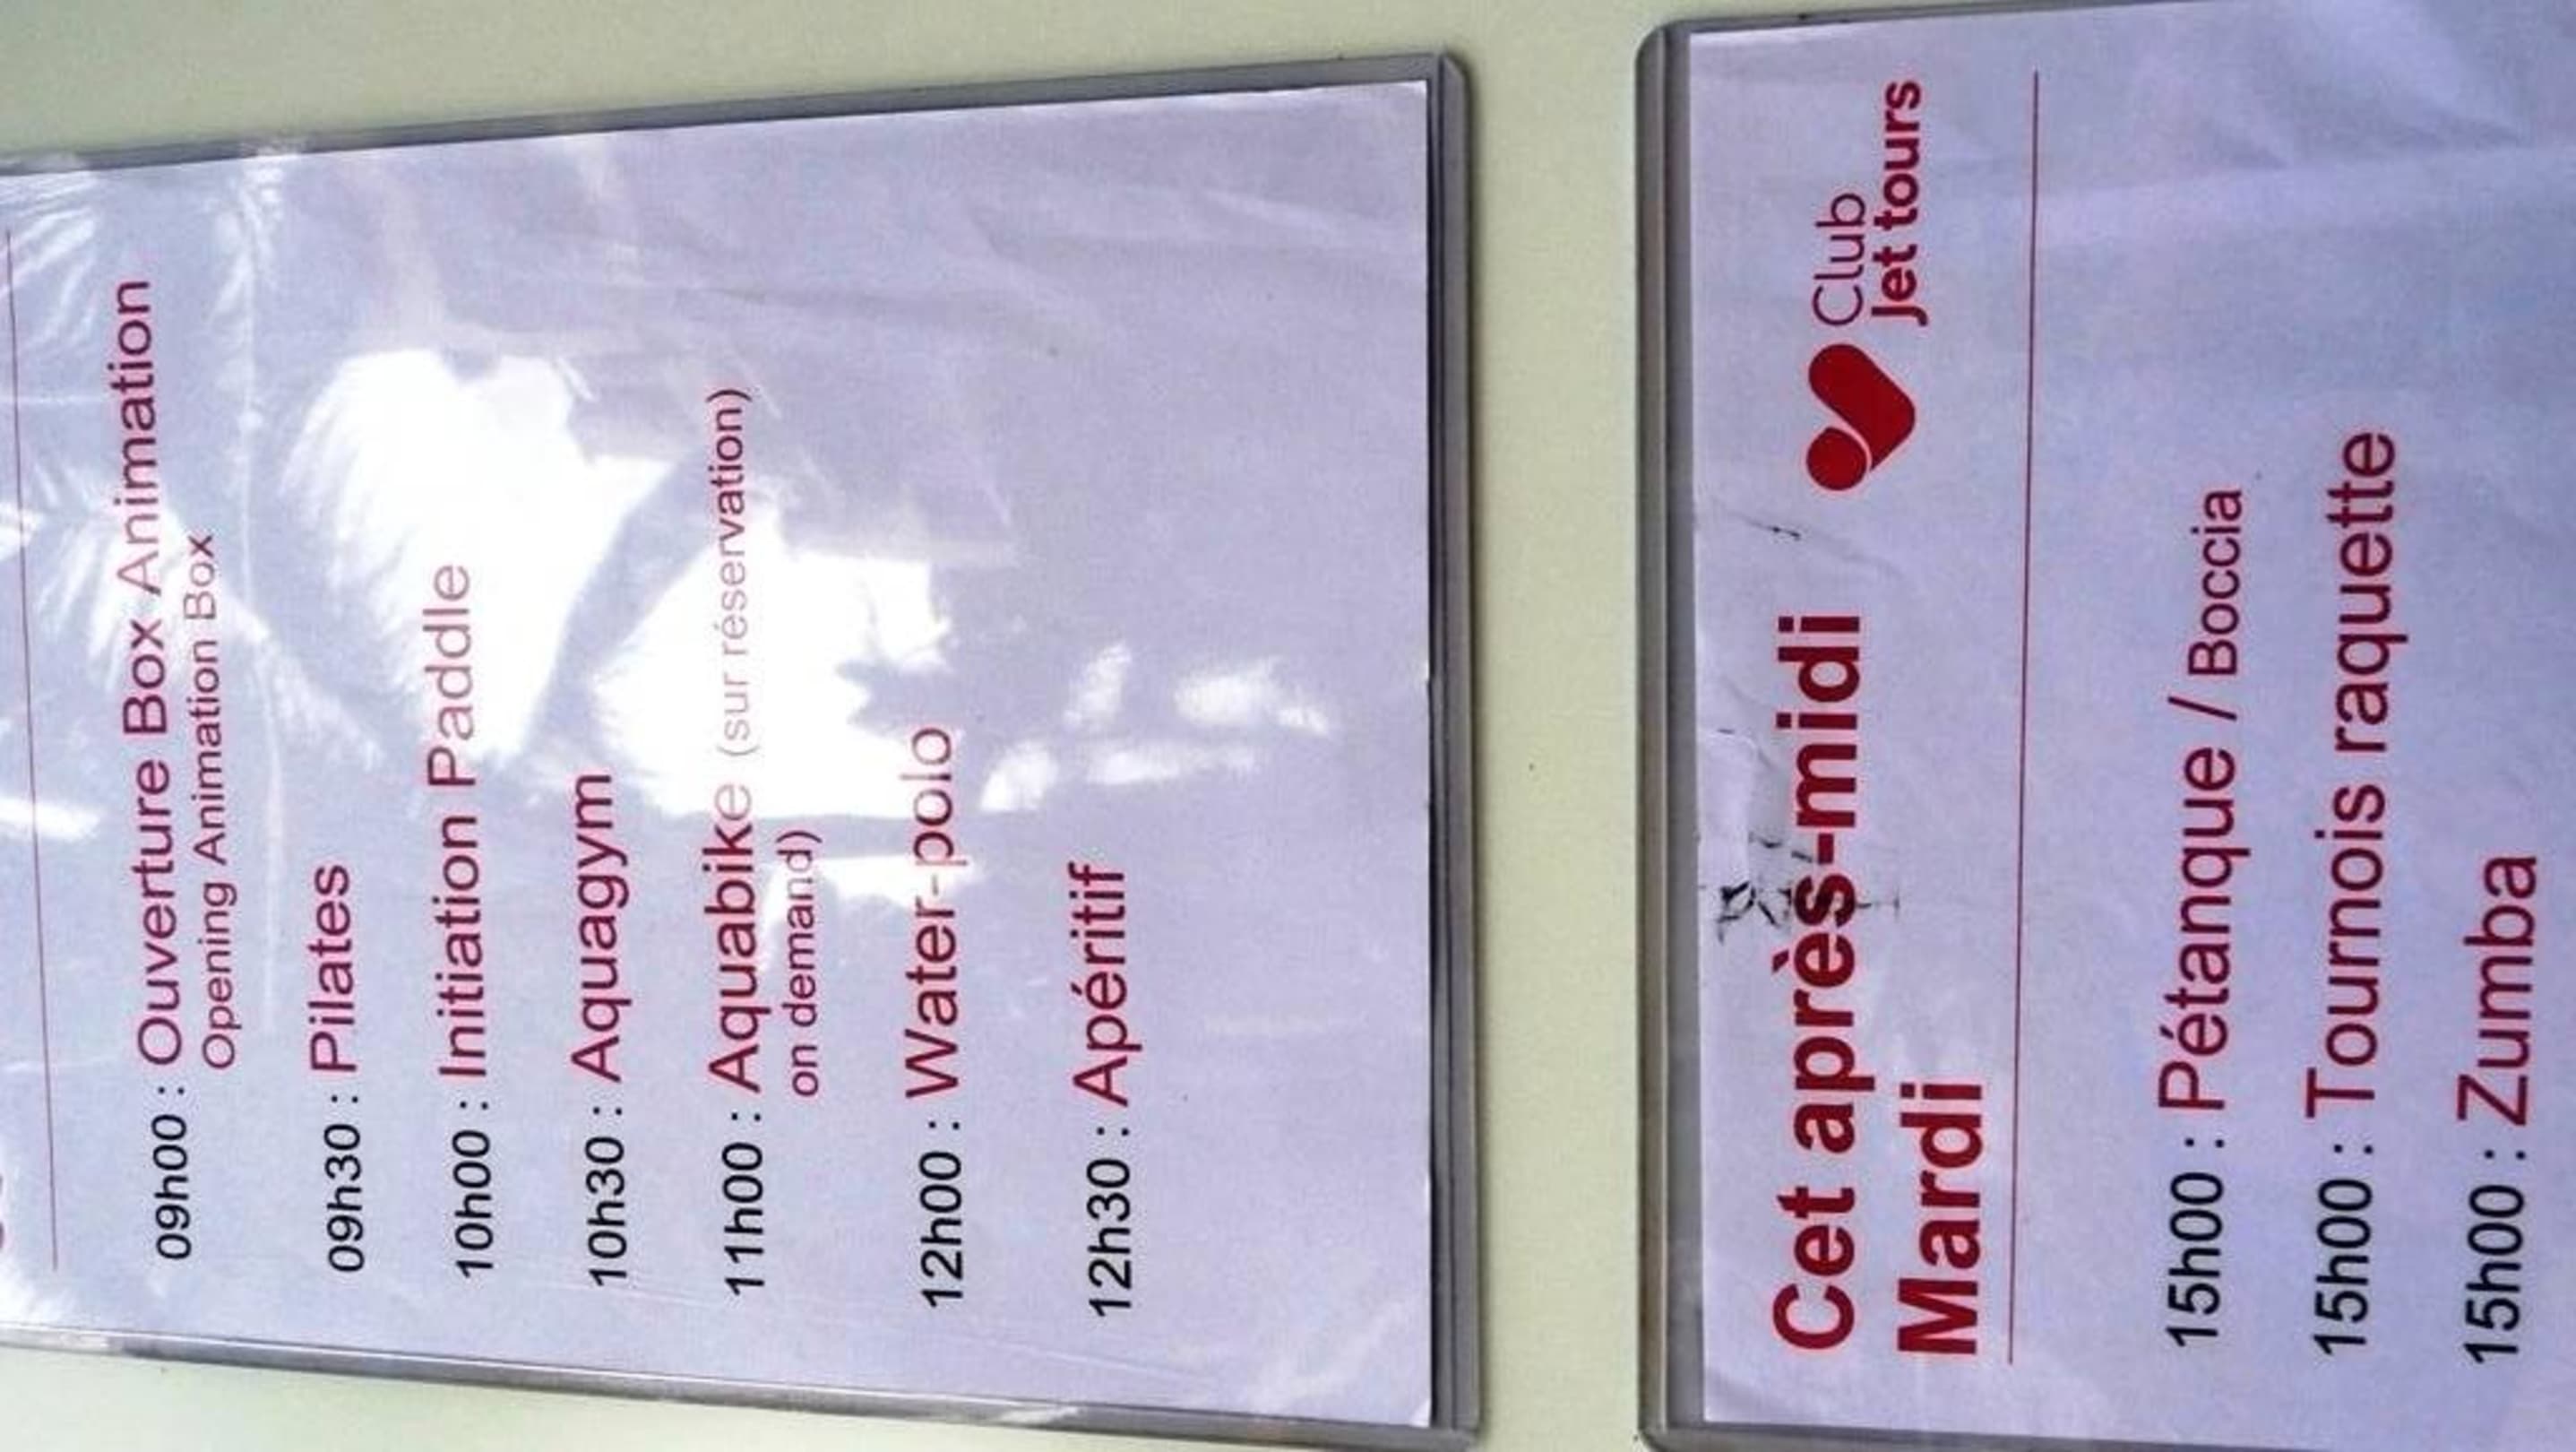 09h00 : Ouverture Box Animation
Opening Animation Box
09h30 : Pilates
10h00 : Initiation Paddle
10h30 : Aquagym
11h00 : Aquabike (sur réservation)
on demand)
12h00 : Water-polo
12h30 : Apéritif
Cet après-midi
Mardi
Club
Jet tours
15h00 : Pétanque / Boccia
15h00 : Tournois raquette
15h00 : Zumba